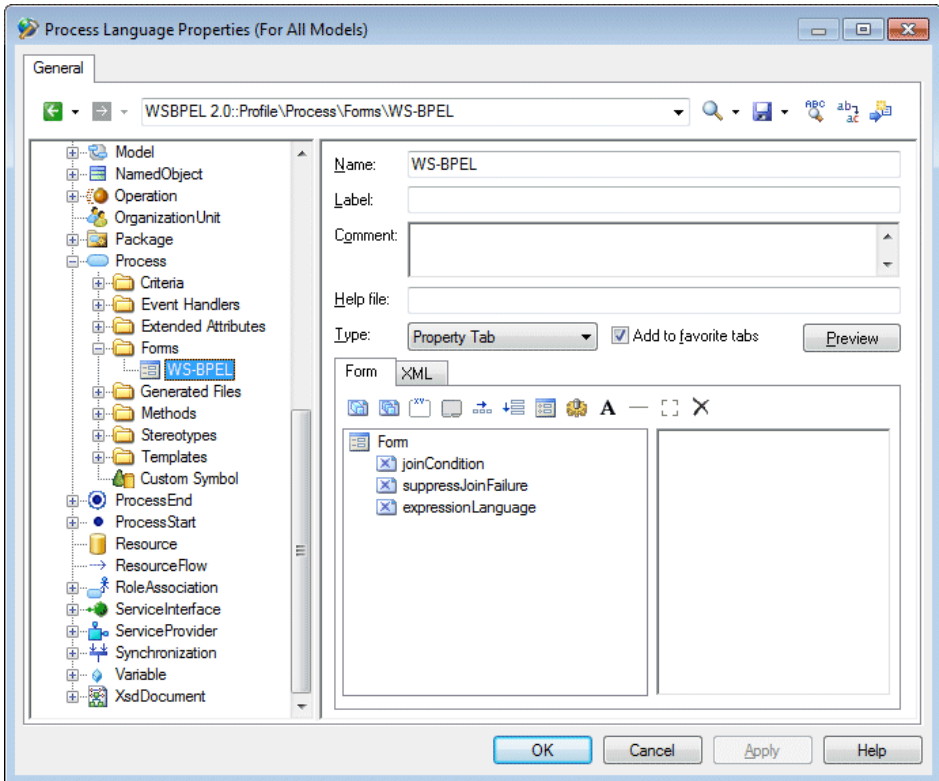 Process Language Properties (For All Models)
General
WSBPEL 2.0::Profile\Process\Forms\WS-BPEL
ABC
ab
ac
Model
NamedObject
Operation
OrganizationUnit
Package
Process
Criteria
Event Handlers
Extended Attributes
Forms
WS-BPEL
Generated Files
Methods
Stereotypes
Templates
Custom Symbol
ProcessEnd
ProcessStart
Resource
ResourceFlow
RoleAssociation
ServiceInterface
ServiceProvider
Synchronization
Variable
XsdDocument
Name: WS-BPEL
Label:
Comment:
Help file:
Type: Property Tab Add to favorite tabs Preview
Form XML
A
Form
joinCondition
suppressJoinFailure
expressionLanguage
OK Cancel Apply Help